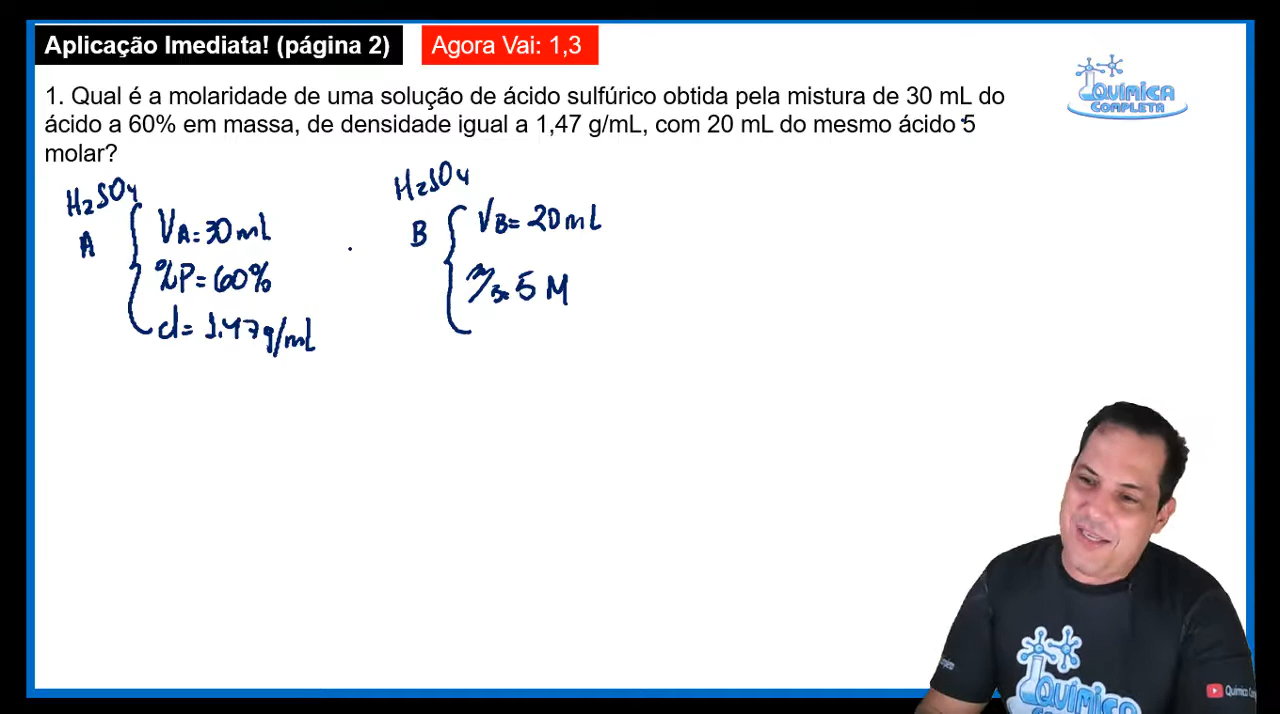 Aplicação Imediata! (página 2)
Agora Vai: 1,3
1. Qual é a molaridade de uma solução de ácido sulfúrico obtida pela mistura de 30 mL do
ácido a 60% em massa, de densidade igual a 1,47 g/mL, com 20 mL do mesmo ácido 5
molar?
QUÍMICA
COMPLETA
H2SO4
A
VA=30mL
%P=60%
d=1.47g/mL
H2SO4
B
VB=20mL
5 M
QUÍMICA